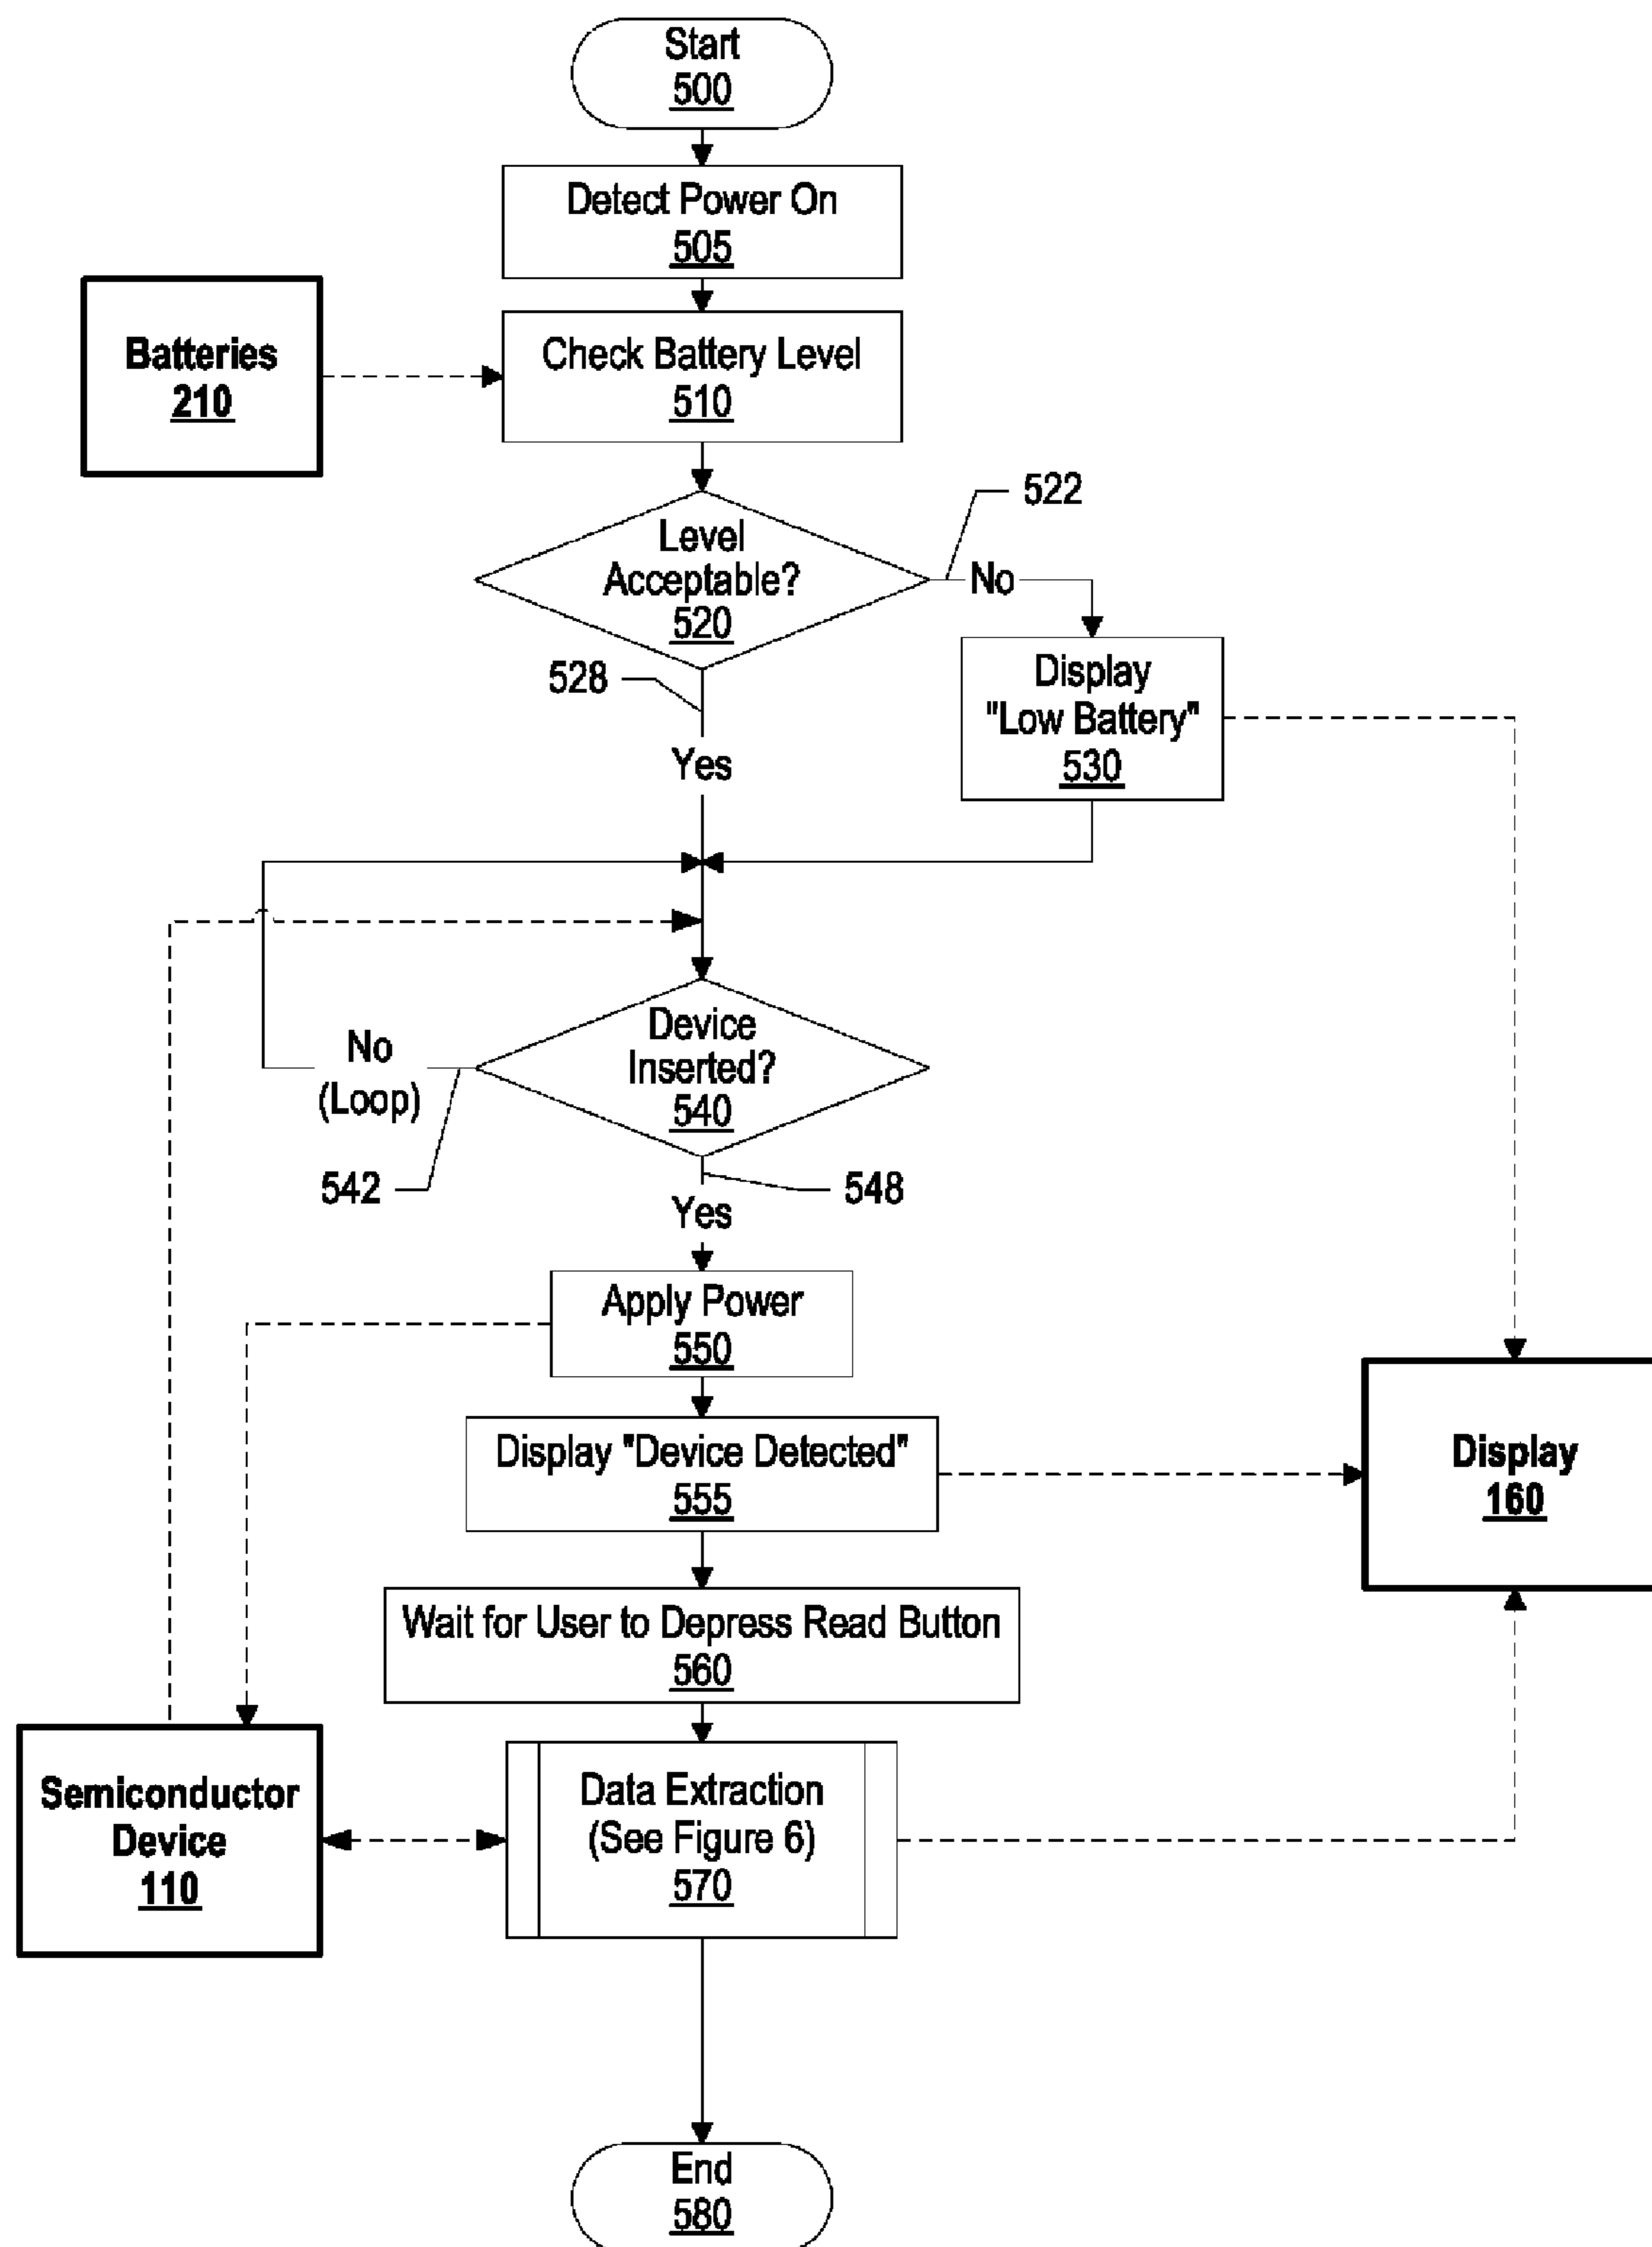 Start
500
Detect Power On
505
Batteries
210
Check Battery Level
510
522
Level
Acceptable?
520
No
528
Display
"Low Battery"
530
Yes
Device
Inserted?
540
No
(Loop)
542
548
Yes
Apply Power
550
Display "Device Detected"
555
Display
160
Wait for User to Depress Read Button
560
Semiconductor
Device
110
Data Extraction
(See Figure 6)
570
End
580